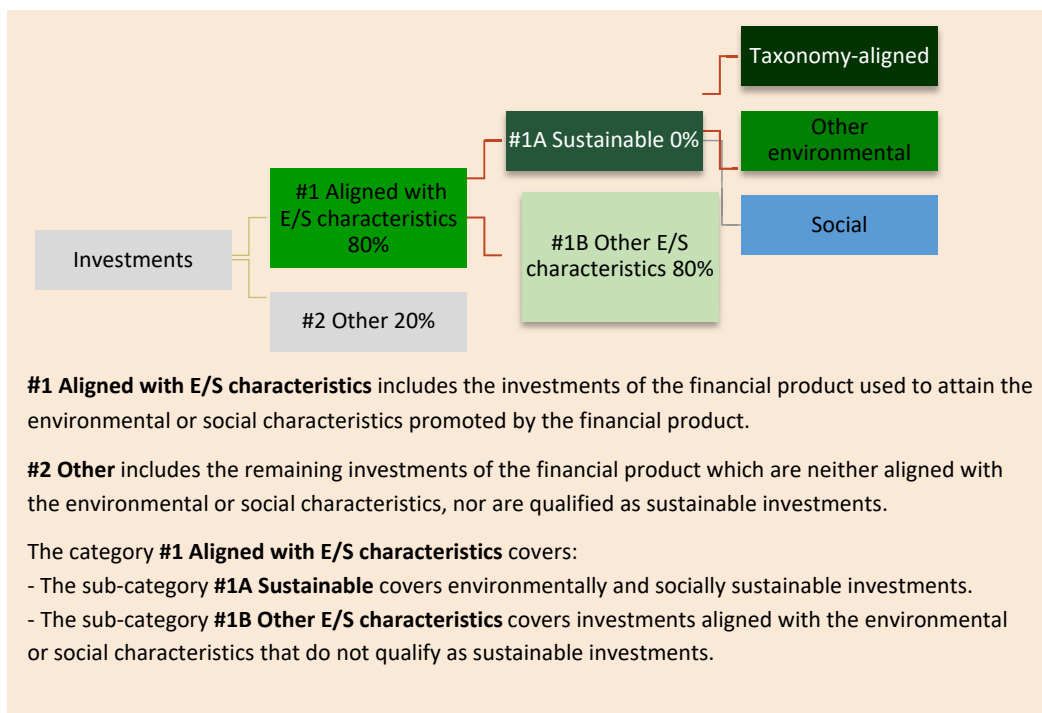 Taxonomy-aligned
#1A Sustainable 0%
Other
environmental
#1 Aligned with
E/S characteristics
80%
#1B Other E/S
characteristics 80%
Social
Investments
#2 Other 20%
#1 Aligned with E/S characteristics includes the investments of the financial product used to attain the
environmental or social characteristics promoted by the financial product.
#2 Other includes the remaining investments of the financial product which are neither aligned with
the environmental or social characteristics, nor are qualified as sustainable investments.
The category #1 Aligned with E/S characteristics covers:
- The sub-category #1A Sustainable covers environmentally and socially sustainable investments.
- The sub-category #1B Other E/S characteristics covers investments aligned with the environmental
or social characteristics that do not qualify as sustainable investments.